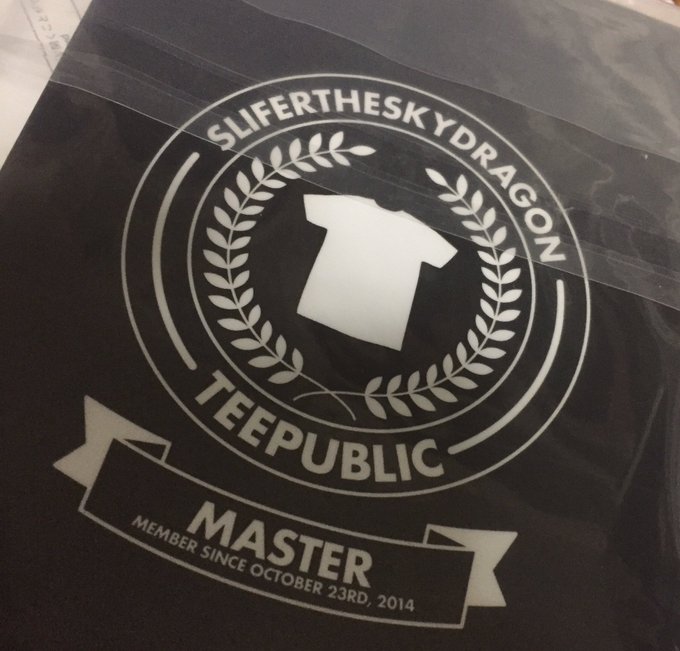 SLIFERTHESKYDRAGON
TEEPUBLIC
MASTER
MEMBER SINCE OCTOBER 23RD, 2014